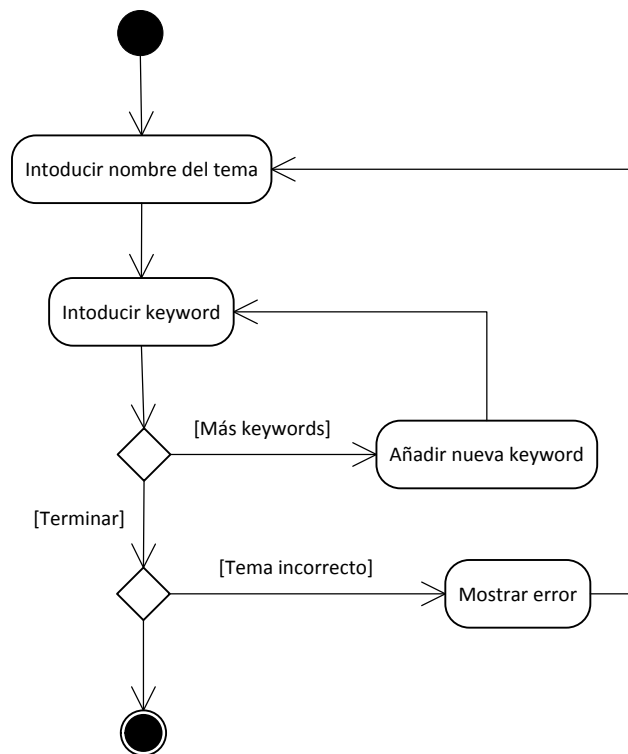 Intoducir nombre del tema
Intoducir keyword
[Más keywords]
Añadir nueva keyword
[Terminar]
[Tema incorrecto]
Mostrar error